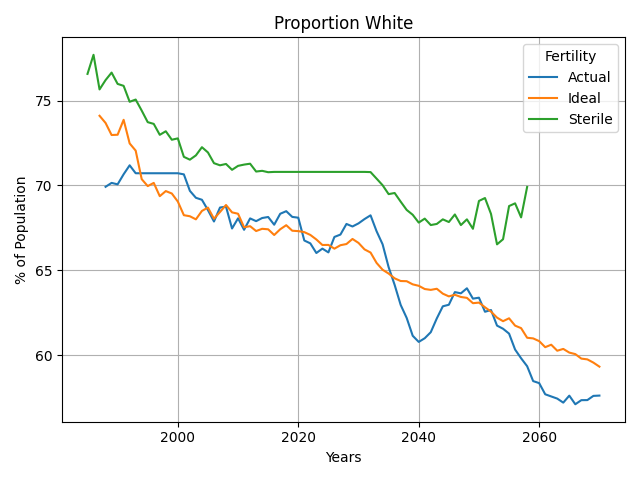 Proportion White
Fertility
Actual
Ideal
Sterile
75
70
65
60
% of Population
2000
2020
2040
2060
Years